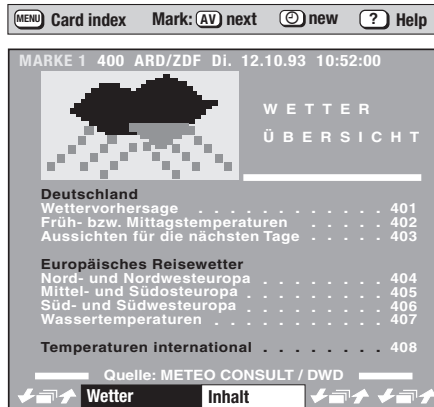 MENU Card index Mark: AV next new ? Help
MARKE 1 400 ARD/ZDF Di. 12.10.93 10:52:00
WETTER
ÜBERSICHT
Deutschland
Wettervorhersage . . . . . . . . . . . . 401
Früh- bzw. Mittagstemperaturen . . . . . 402
Aussichten für die nächsten Tage . . . . . 403
Europäisches Reisewetter
Nord- und Nordwesteuropa . . . . . . . . 404
Mittel- und Südosteuropa . . . . . . . . . 405
Süd- und Südwesteuropa . . . . . . . . . 406
Wassertemperaturen . . . . . . . . . . . 407
Temperaturen international . . . . . . . . 408
Quelle: METEO CONSULT / DWD
Wetter Inhalt